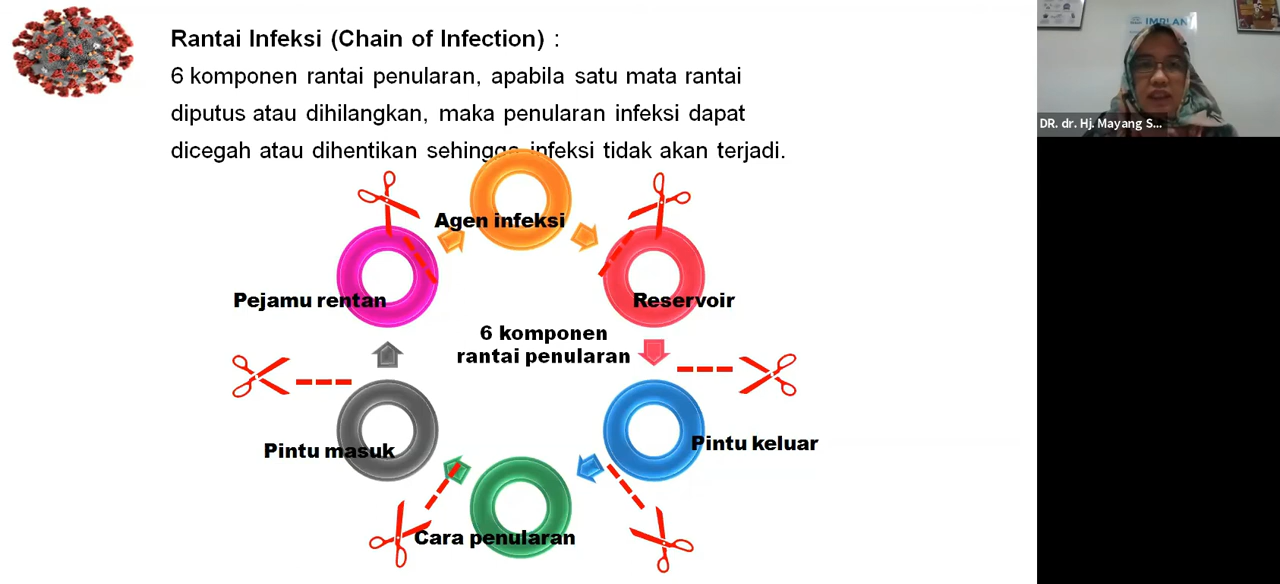 Rantai Infeksi (Chain of Infection) :
6 komponen rantai penularan, apabila satu mata rantai
diputus atau dihilangkan, maka penularan infeksi dapat
dicegah atau dihentikan sehingga infeksi tidak akan terjadi.
Agen infeksi
Pejamu rentan
Reservoir
6 komponen
rantai penularan
Pintu masuk
Pintu keluar
Cara penularan
IMPLAN
DR. dr. Hj. Mayang S...